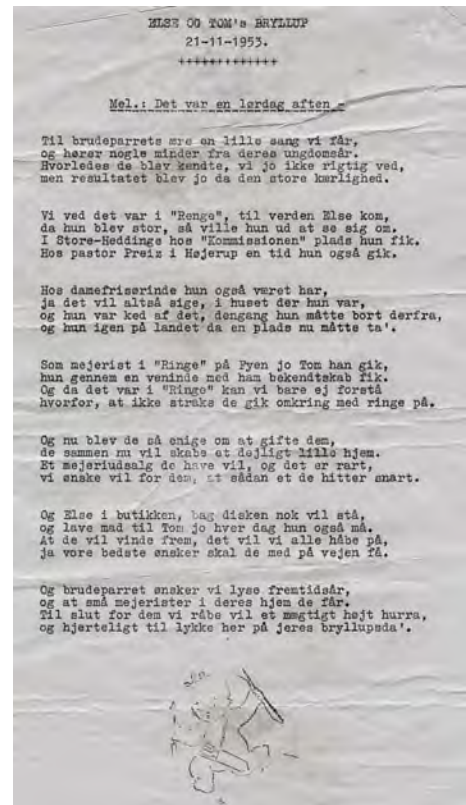 ELSE OG TOM's BRYLLUP
21-11-1953.
+++++++++++++
Mel.: Det var en lørdag aften -
Til brudeparrets ære en lille sang vi får,
og hører nogle minder fra deres ungdomsår.
Hvorledes de blev kendte, vi jo ikke rigtig ved,
men resultatet blev jo da den store kærlighed.
Vi ved det var i "Renge", til verden Else kom,
da hun blev stor, så ville hun ud at se sig om.
I Store-Heddinge hos "Kommissionen" plads hun fik.
Hos pastor Preiz i Højerup en tid hun også gik.
Hos damefrisørinde hun også været har,
ja det vil altså sige, i huset der hun var,
og hun var ked af det, dengang hun måtte bort derfra,
og hun igen på landet da en plads nu måtte ta'.
Som mejerist i "Ringe" på Fyen jo Tom han gik,
hun gennem en veninde med ham bekendtskab fik.
Og da det var i "Ringe" kan vi bare ej forstå
hvorfor, at ikke straks de gik omkring med ringe på.
Og nu blev de så enige om at gifte dem,
de sammen nu vil skabe et dejligt lille hjem.
Et mejeriudsalg de have vil, og det er rart,
vi ønske vil for dem, at sådan et de hitter snart.
Og Else i butikken, bag disken nok vil stå,
og lave mad til Tom jo hver dag hun også må.
At de vil vinde frem, det vil vi alle håbe på,
ja vore bedste ønsker skal de med på vejen få.
Og brudeparret ønsker vi lyse fremtidsår,
og at små mejerister i deres hjem de får.
Til slut for dem vi råbe vil et mægtigt højt hurra,
og hjerteligt til lykke her på jeres bryllupsda'.